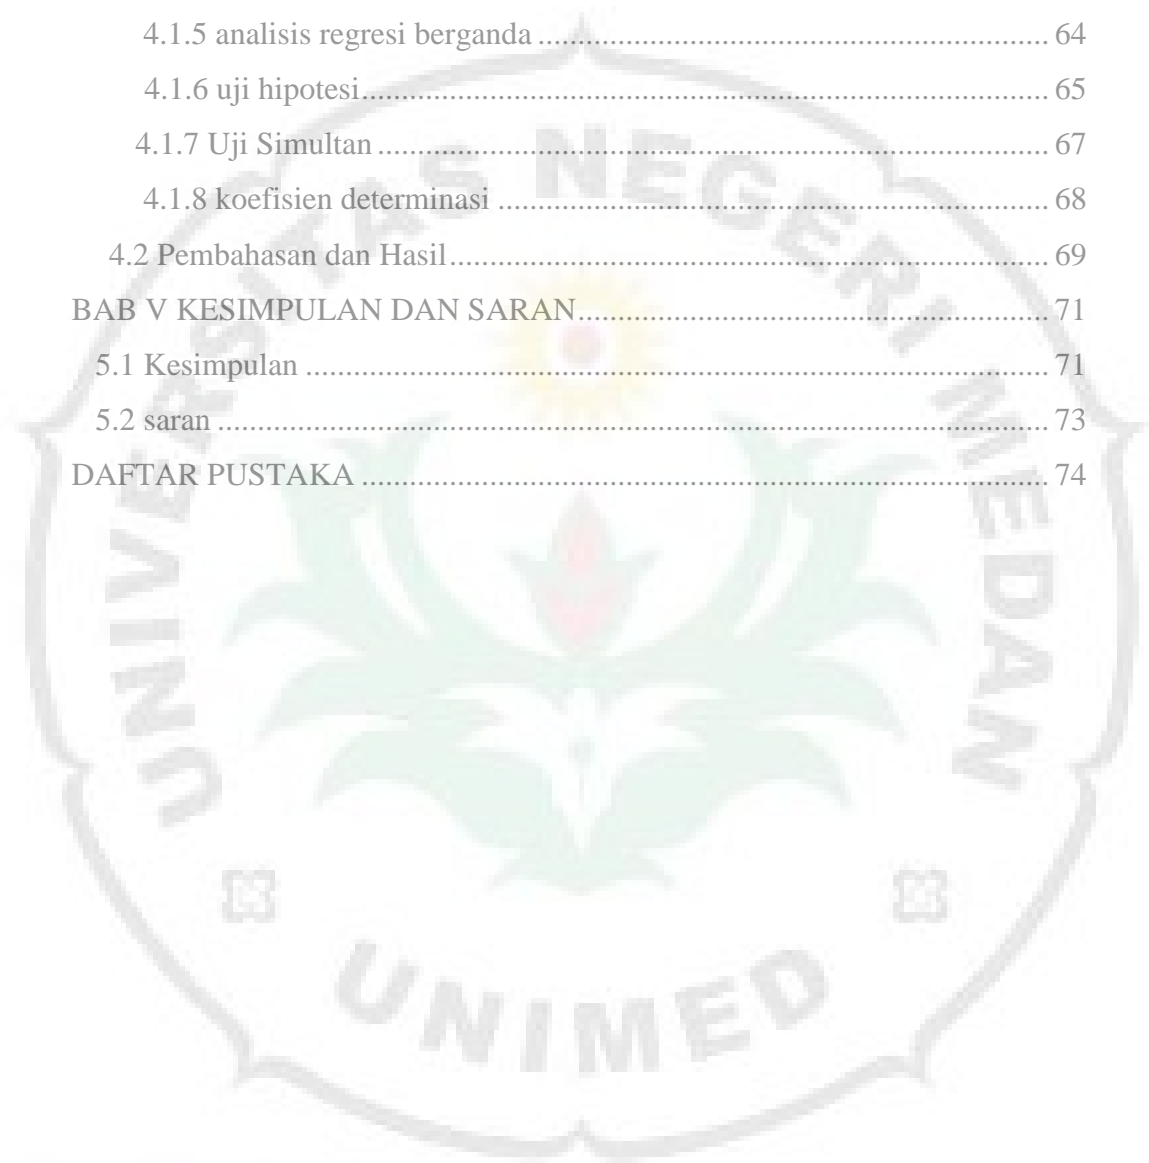 4.1.5 analisis regresi berganda ................................................................ 64
4.1.6 uji hipotesi...................................................................................... 65
4.1.7 Uji Simultan .................................................................................... 67
4.1.8 koefisien determinasi ..................................................................... 68
4.2 Pembahasan dan Hasil........................................................................... 69
BAB V KESIMPULAN DAN SARAN........................................................... 71
5.1 Kesimpulan ............................................................................................. 71
5.2 saran ........................................................................................................ 73
DAFTAR PUSTAKA ...................................................................................... 74
UNIVERSITAS NEGERI MEDAN
UNIMED